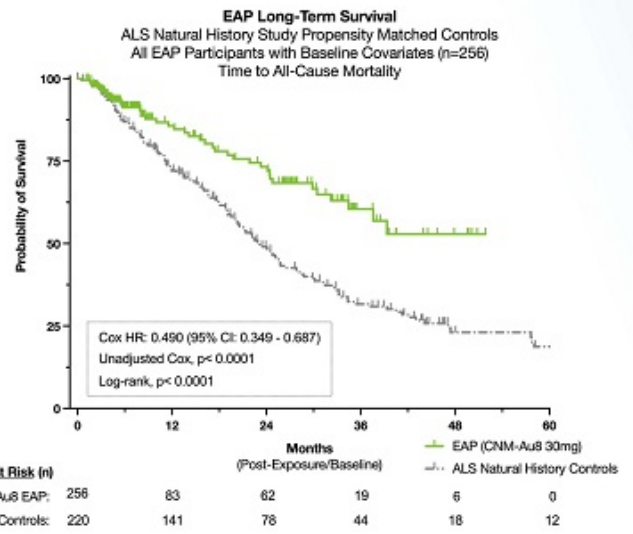 EAP Long-Term Survival
ALS Natural History Study Propensity Matched Controls
All EAP Participants with Baseline Covariates (n=256)
Time to All-Cause Mortality
Probability of Survival
100
75
50
25
0
Cox HR: 0.490 (95% CI: 0.349 - 0.687)
Unadjusted Cox, p< 0.0001
Log-rank, p< 0.0001
0 12 24 36 48 60
Months
(Post-Exposure/Baseline)
EAP (CNM-Au8 30mg)
ALS Natural History Controls
t Risk (n)
Au8 EAP: 256 83 62 19 6 0
Controls: 220 141 78 44 18 12